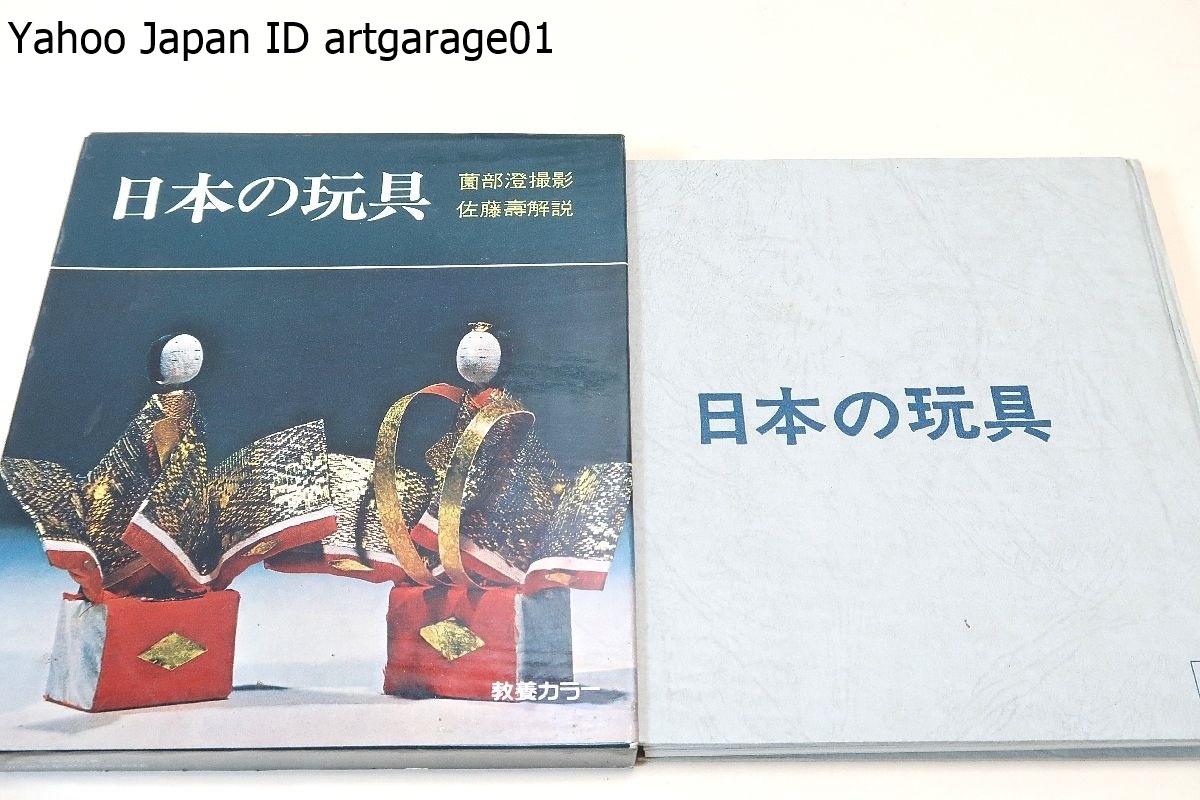 Yahoo Japan ID artgarage01
日本の玩具
薗部澄撮影
佐藤壽解説
教養カラー
日本の玩具